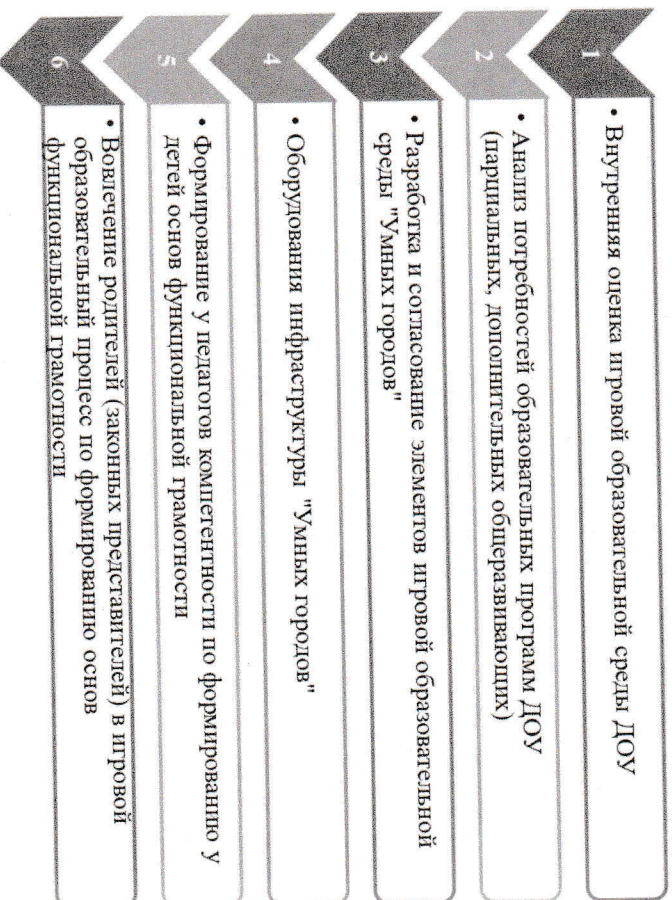 1
• Внутренняя оценка игровой образовательной среды ДОУ
2
• Анализ потребностей образовательных программ ДОУ
(парциальных, дополнительных общеразвивающих)
3
• Разработка и согласование элементов игровой образовательной
среды "Умных городов"
4
• Оборудования инфраструктуры "Умных городов"
5
• Формирование у педагогов компетентности по формированию у
детей основ функциональной грамотности
6
• Вовлечение родителей (законных представителей) в игровой
образовательный процесс по формированию основ
функциональной грамотности